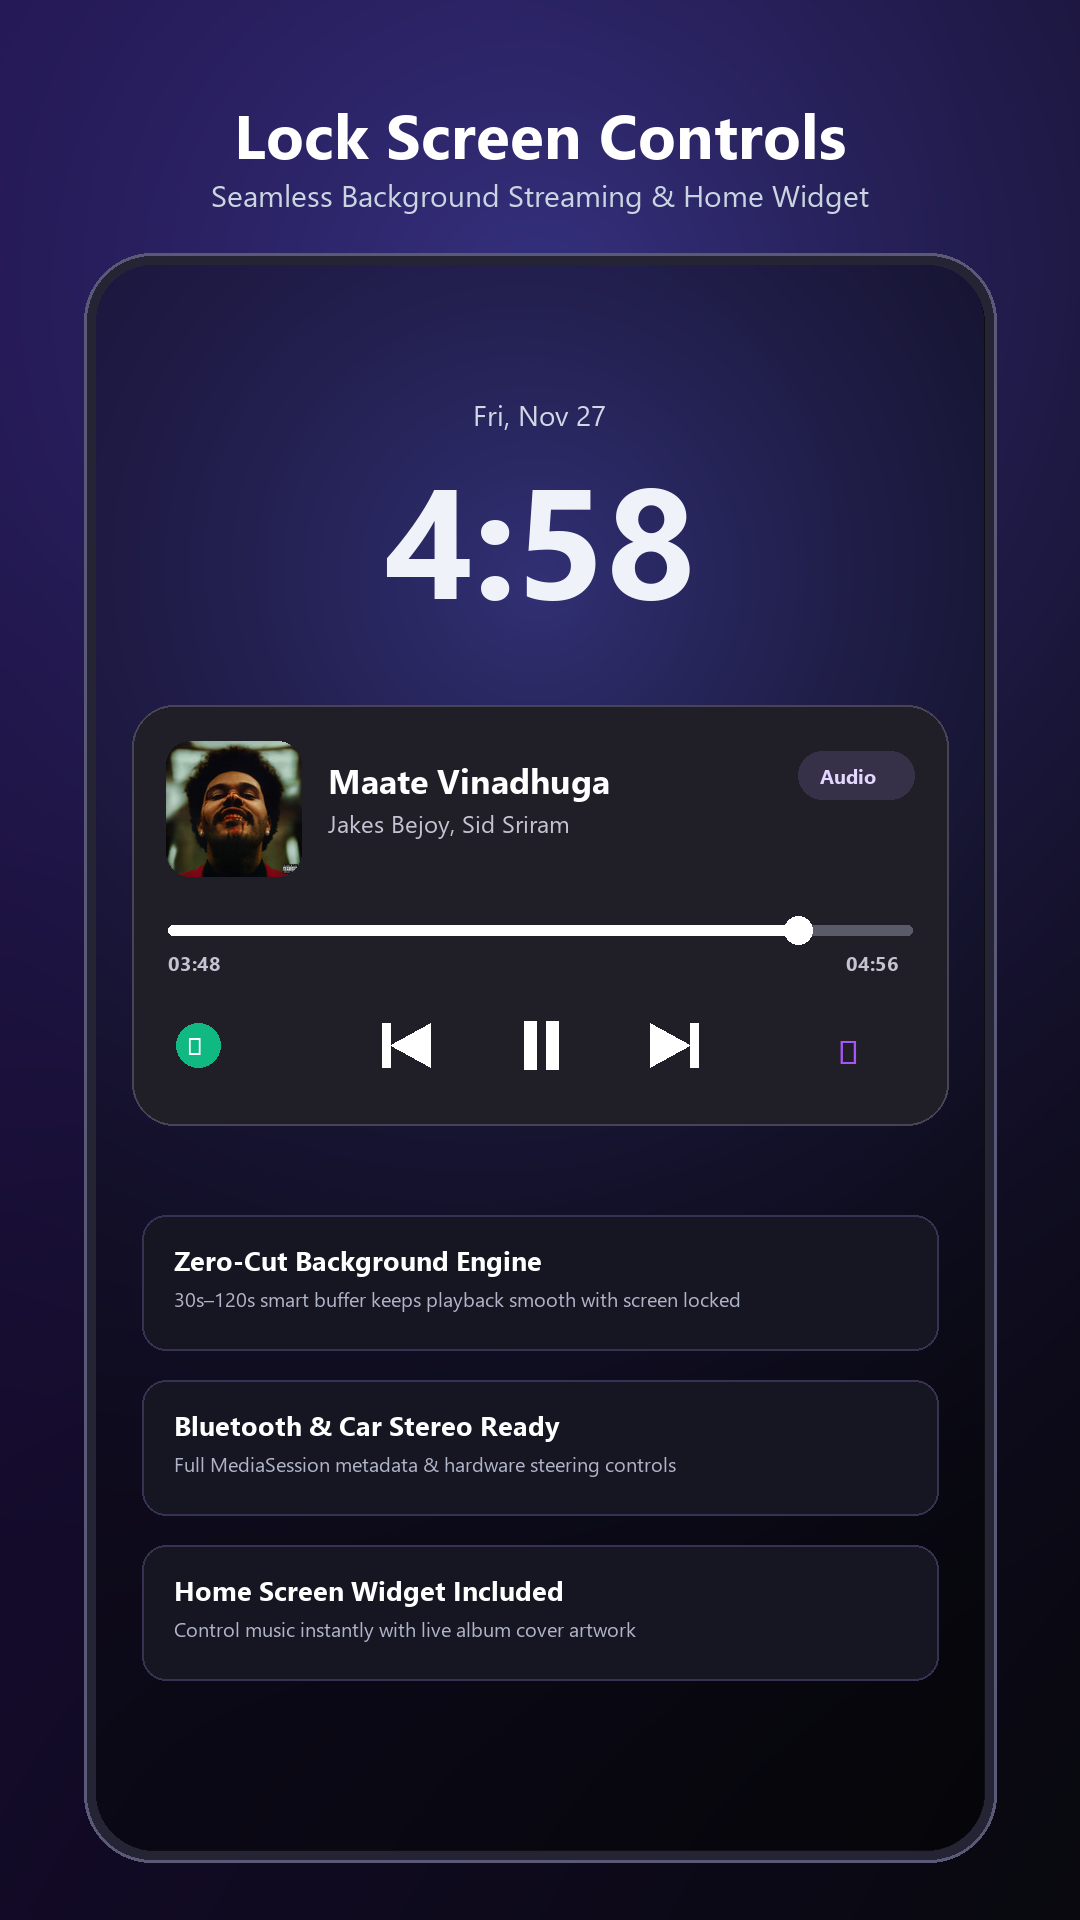 Lock Screen Controls
Seamless Background Streaming & Home Widget
Fri, Nov 27
4:58
Maate Vinadhuga
Audio
Jakes Bejoy, Sid Sriram
03:48
04:56
Zero-Cut Background Engine
30s–120s smart buffer keeps playback smooth with screen locked
Bluetooth & Car Stereo Ready
Full MediaSession metadata & hardware steering controls
Home Screen Widget Included
Control music instantly with live album cover artwork